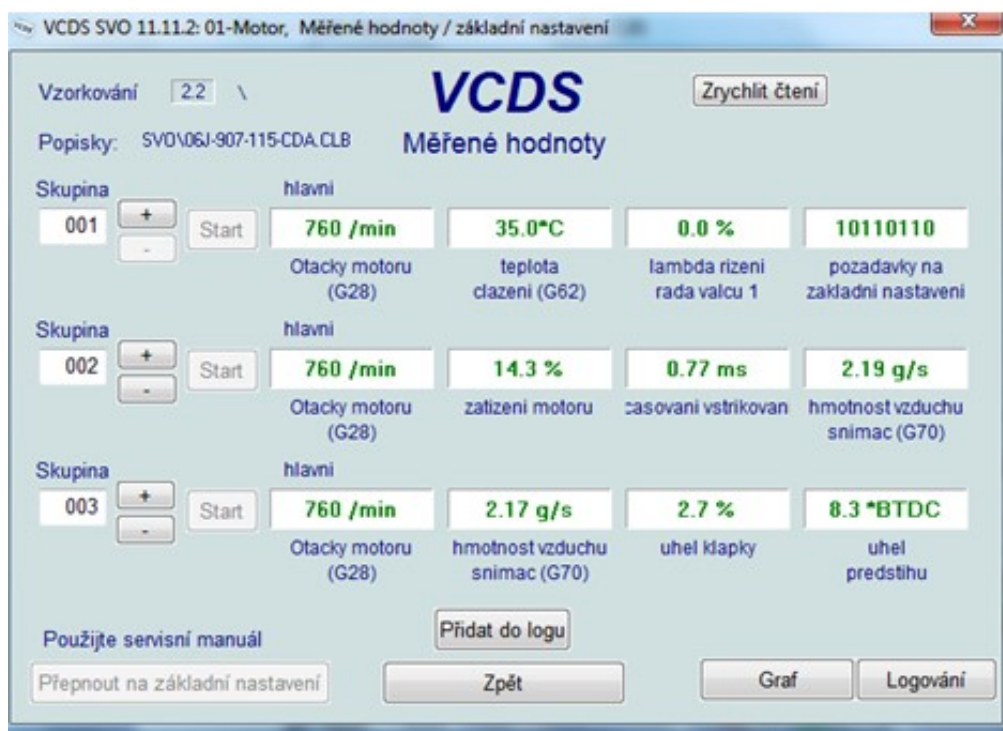 VCDS SVO 11.11.2: 01-Motor, Měřené hodnoty / základní nastavení
Vzorkování 2.2 \
VCDS
Zrychlit čtení
Popisky: SVO\06J-907-115-CDA.CLB
Měřené hodnoty
Skupina
hlavni
001
+
-
Start
760 /min
35.0°C
0.0 %
10110110
Otacky motoru
(G28)
teplota
clazeni (G62)
lambda rizeni
rada valcu 1
pozadavky na
zakladni nastaveni
Skupina
hlavni
002
+
-
Start
760 /min
14.3 %
0.77 ms
2.19 g/s
Otacky motoru
(G28)
zatizeni motoru
casovani vstrikovan
hmotnost vzduchu
snimac (G70)
Skupina
hlavni
003
+
-
Start
760 /min
2.17 g/s
2.7 %
8.3 °BTDC
Otacky motoru
(G28)
hmotnost vzduchu
snimac (G70)
uhel klapky
uhel
predstihu
Přidat do logu
Použijte servisní manuál
Přepnout na základní nastavení
Zpět
Graf
Logování